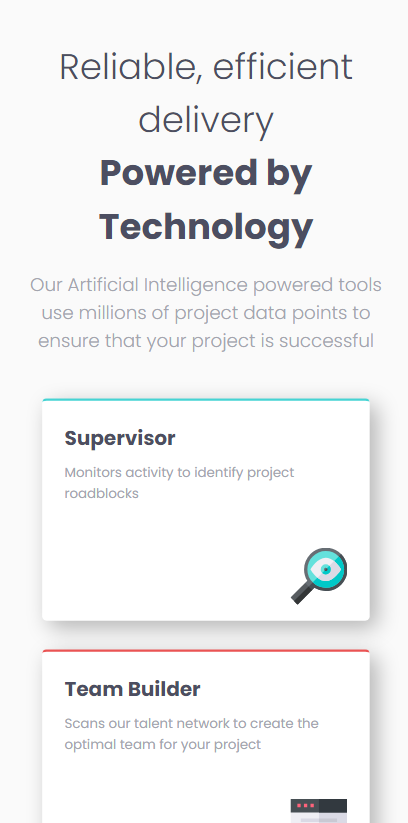 Reliable, efficient
delivery
Powered by
Technology
Our Artificial Intelligence powered tools
use millions of project data points to
ensure that your project is successful
Supervisor
Monitors activity to identify project
roadblocks
Team Builder
Scans our talent network to create the
optimal team for your project